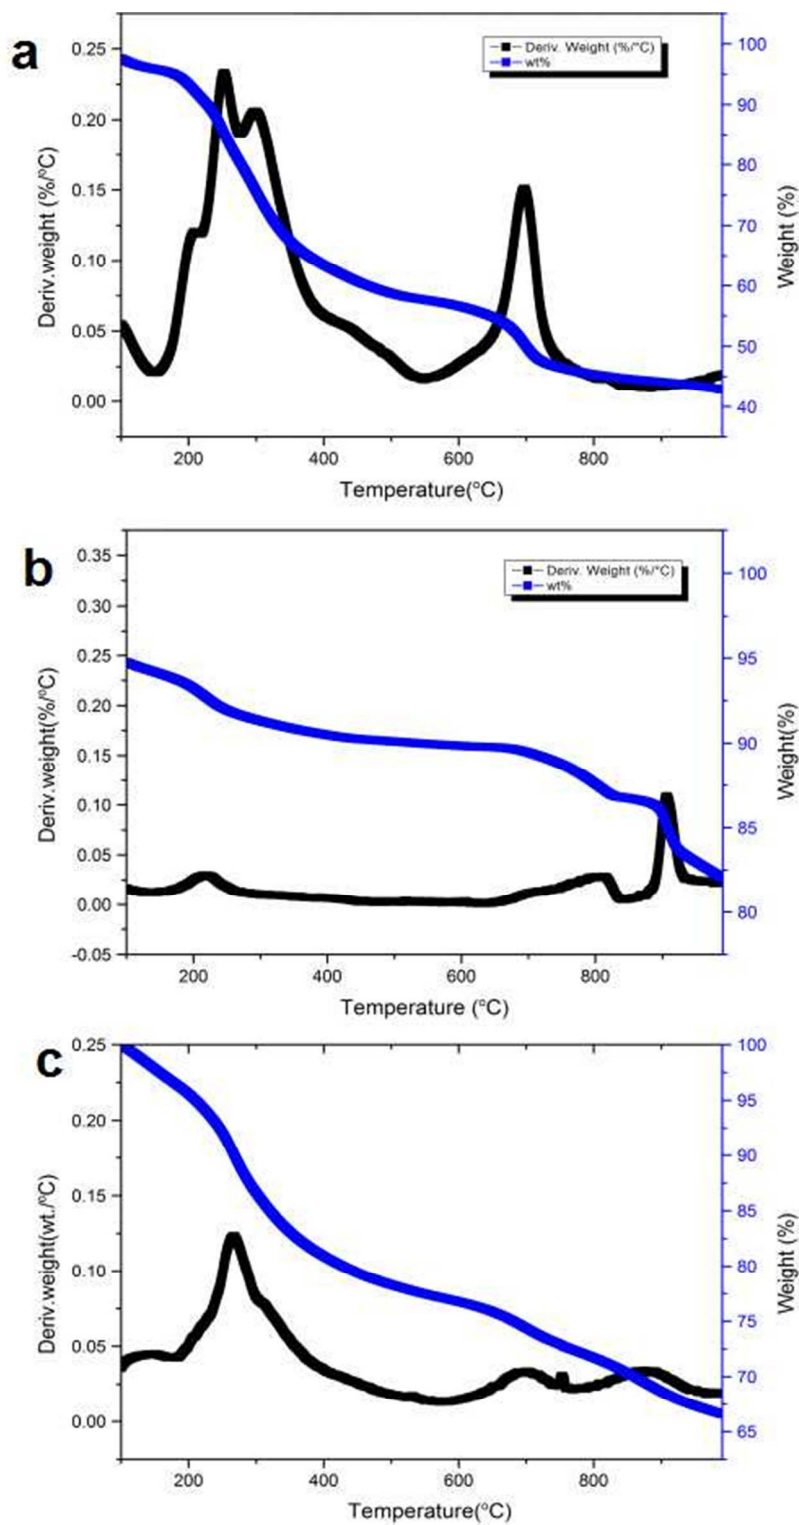 a
Deriv. Weight (%/°C)
wt%
0.25
0.20
0.15
0.10
0.05
0.00
Deriv.weight (%/°C)
100
90
80
70
60
50
40
Weight (%)
200 400 600 800
Temperature(°C)
b
Deriv. Weight (%/°C)
wt%
0.35
0.30
0.25
0.20
0.15
0.10
0.05
0.00
-0.05
Deriv.weight(%/°C)
100
95
90
85
80
Weight(%)
200 400 600 800
Temperature (°C)
c
0.25
0.20
0.15
0.10
0.05
0.00
Deriv.weight(wt./°C)
100
95
90
85
80
75
70
65
Weight (%)
200 400 600 800
Temperature(°C)